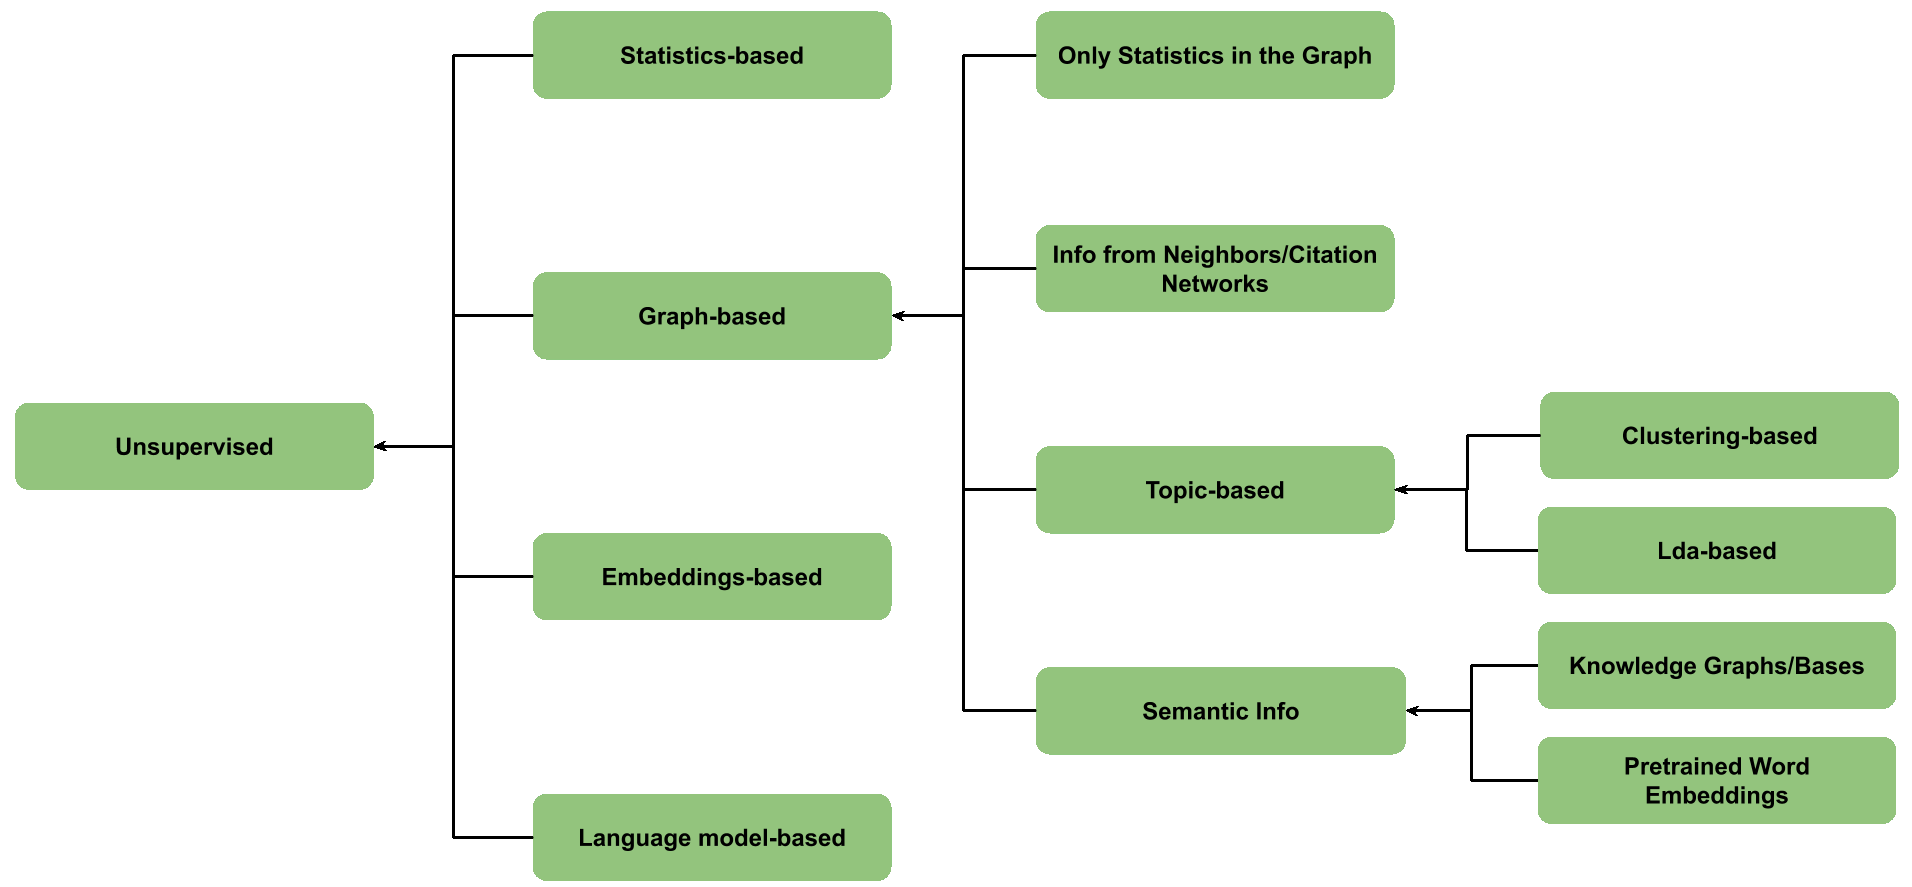 Unsupervised
Statistics-based
Graph-based
Embeddings-based
Language model-based
Only Statistics in the Graph
Info from Neighbors/Citation
Networks
Topic-based
Semantic Info
Clustering-based
Lda-based
Knowledge Graphs/Bases
Pretrained Word
Embeddings